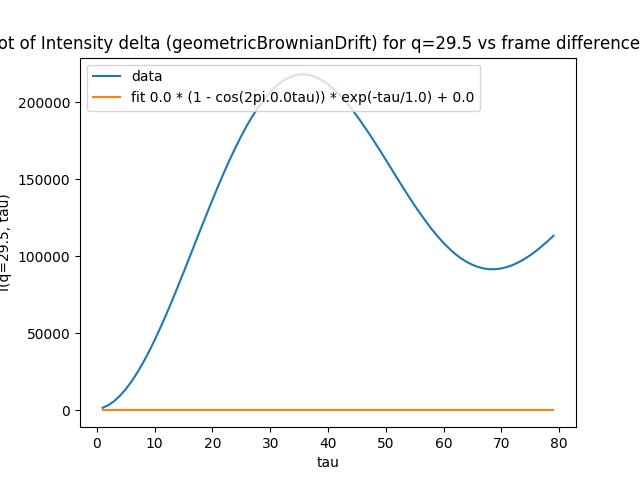 ot of Intensity delta (geometricBrownianDrift) for q=29.5 vs frame difference
data
fit 0.0 * (1 - cos(2pi.0.0tau)) * exp(-tau/1.0) + 0.0
200000
150000
100000
50000
0
(q=29.5, tau)
0 10 20 30 40 50 60 70 80
tau